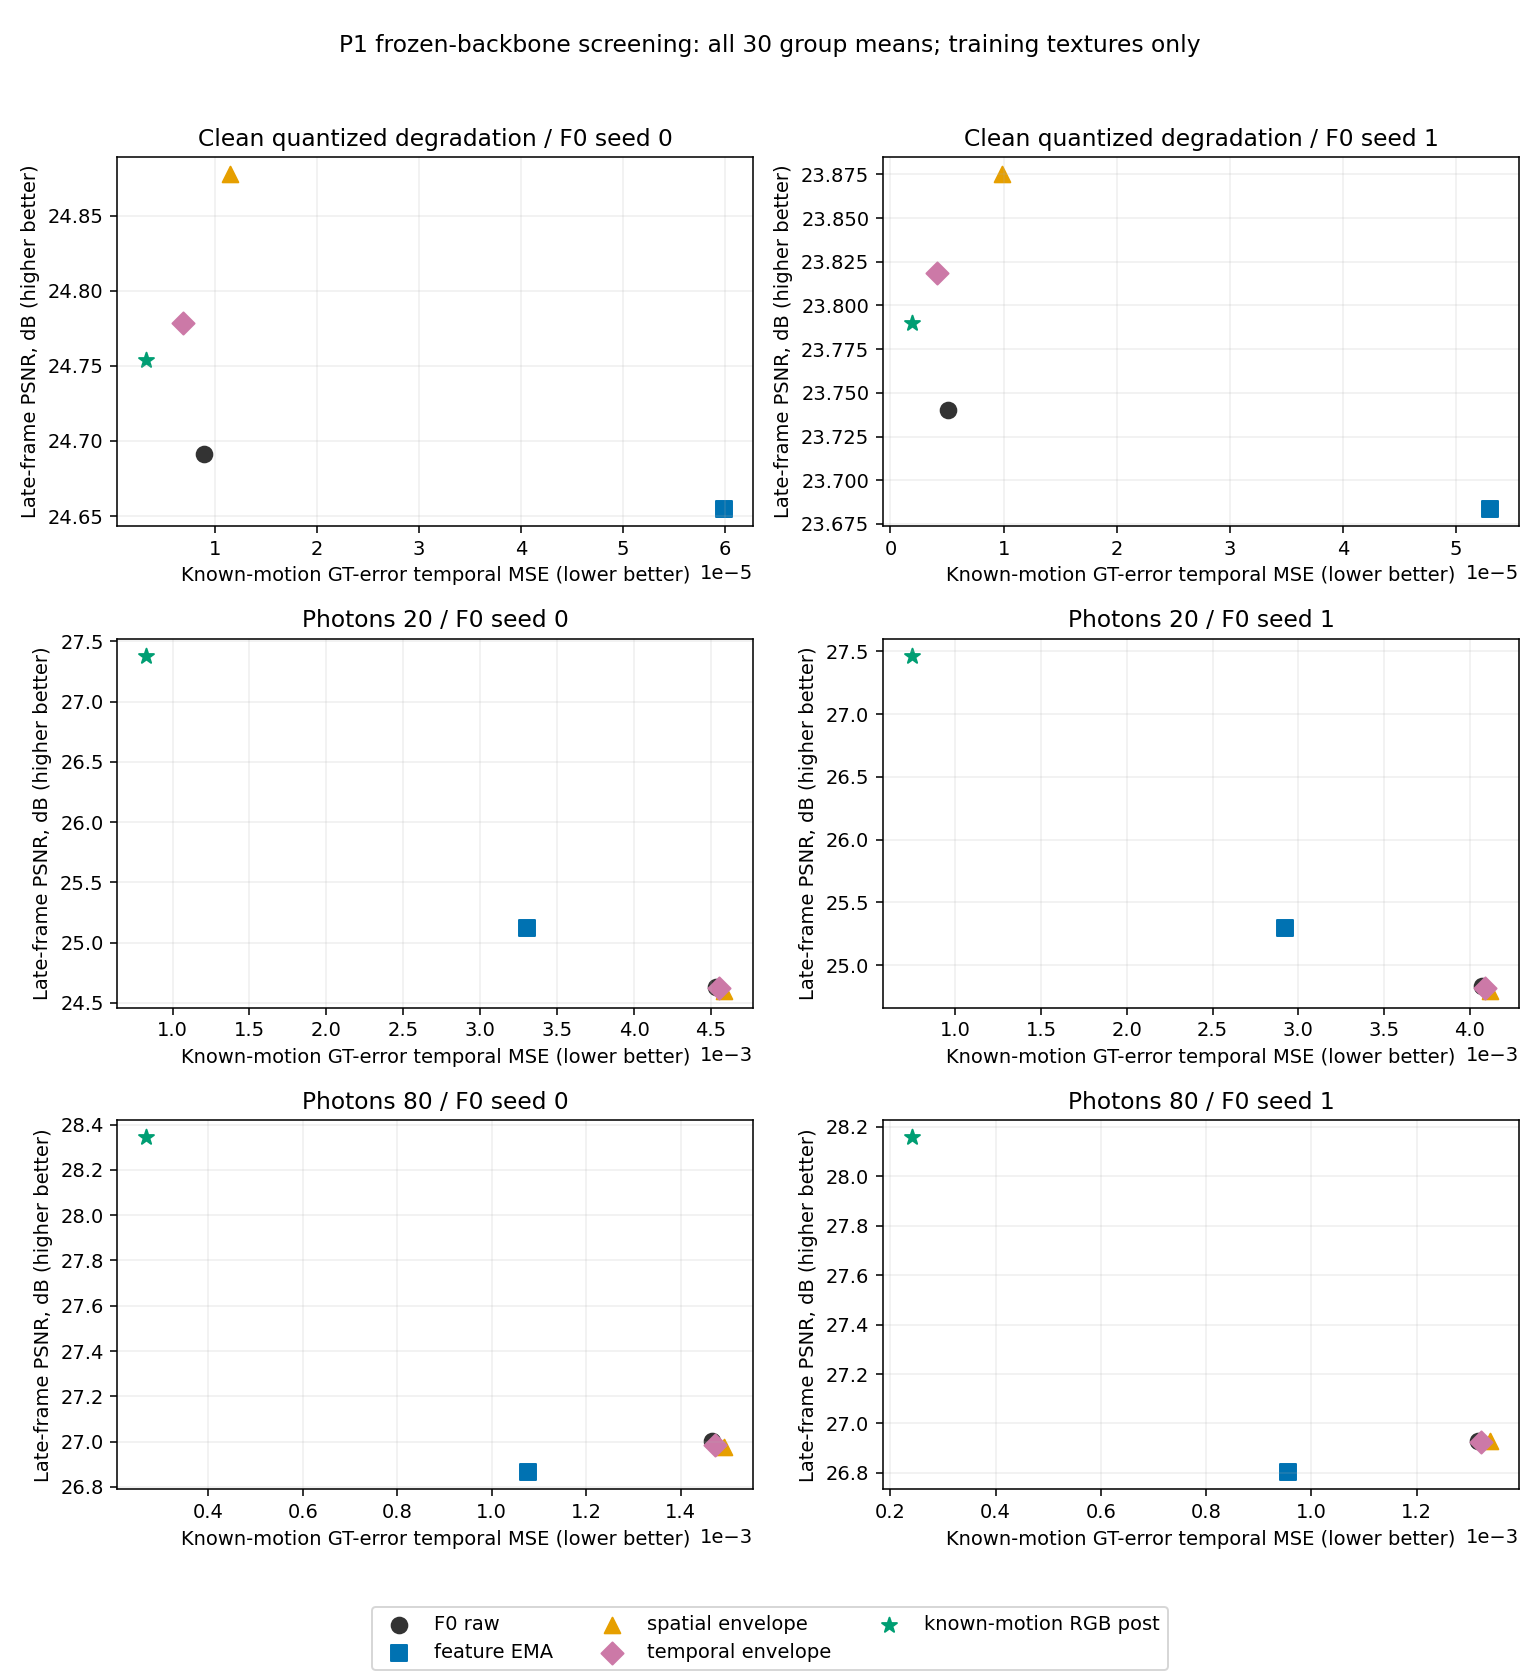 P1 frozen-backbone screening: all 30 group means; training textures only
Clean quantized degradation / F0 seed 0
Late-frame PSNR, dB (higher better)
24.85
24.80
24.75
24.70
24.65
1
2
3
4
5
6
1e−5
Known-motion GT-error temporal MSE (lower better)
Clean quantized degradation / F0 seed 1
Late-frame PSNR, dB (higher better)
23.875
23.850
23.825
23.800
23.775
23.750
23.725
23.700
23.675
0
1
2
3
4
5
1e−5
Known-motion GT-error temporal MSE (lower better)
Photons 20 / F0 seed 0
Late-frame PSNR, dB (higher better)
27.5
27.0
26.5
26.0
25.5
25.0
24.5
1.0
1.5
2.0
2.5
3.0
3.5
4.0
4.5
1e−3
Known-motion GT-error temporal MSE (lower better)
Photons 20 / F0 seed 1
Late-frame PSNR, dB (higher better)
27.5
27.0
26.5
26.0
25.5
25.0
1.0
1.5
2.0
2.5
3.0
3.5
4.0
1e−3
Known-motion GT-error temporal MSE (lower better)
Photons 80 / F0 seed 0
Late-frame PSNR, dB (higher better)
28.4
28.2
28.0
27.8
27.6
27.4
27.2
27.0
26.8
0.4
0.6
0.8
1.0
1.2
1.4
1e−3
Known-motion GT-error temporal MSE (lower better)
Photons 80 / F0 seed 1
Late-frame PSNR, dB (higher better)
28.2
28.0
27.8
27.6
27.4
27.2
27.0
26.8
0.2
0.4
0.6
0.8
1.0
1.2
1e−3
Known-motion GT-error temporal MSE (lower better)
F0 raw
feature EMA
spatial envelope
temporal envelope
known-motion RGB post